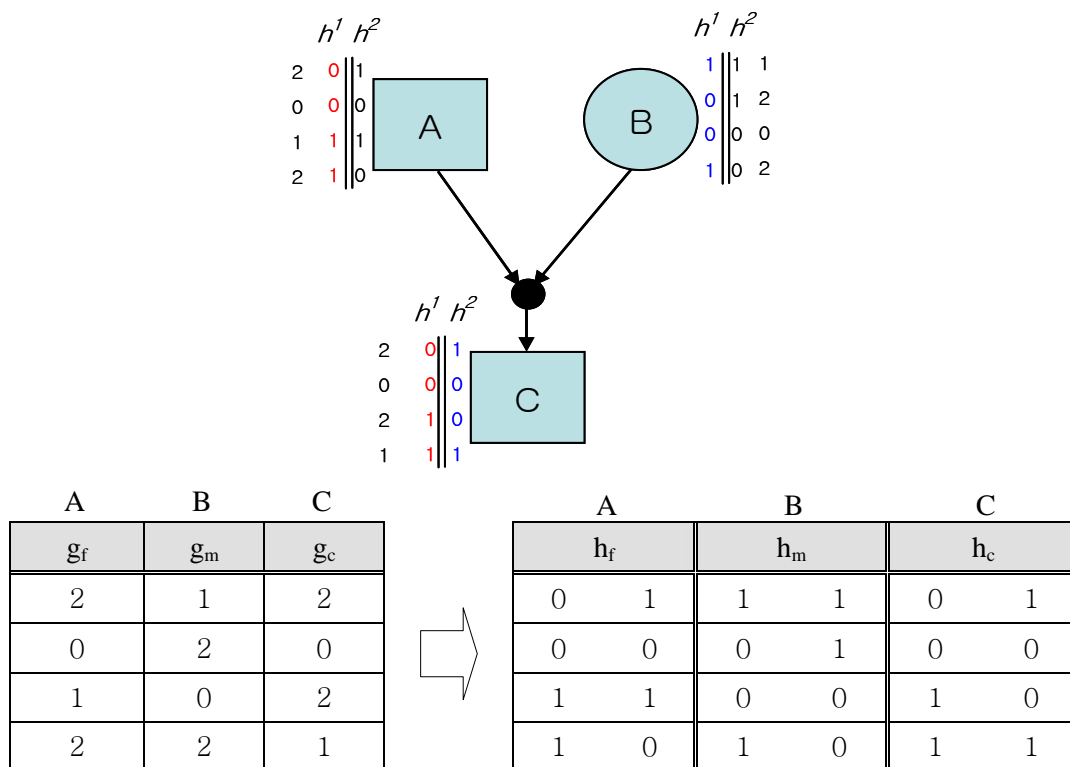 h1 h2
2 0 1
0 0 0
1 1 1
2 1 0
A
h1 h2
1 1 1
0 1 2
0 0 0
1 0 2
B
h1 h2
2 0 1
0 0 0
2 1 0
1 1 1
C
A B C
gf gm gc
2 1 2
0 2 0
1 0 2
2 2 1
A B C
hf hm hc
0 1 1 1 0 1
0 0 0 1 0 0
1 1 0 0 1 0
1 0 1 0 1 1